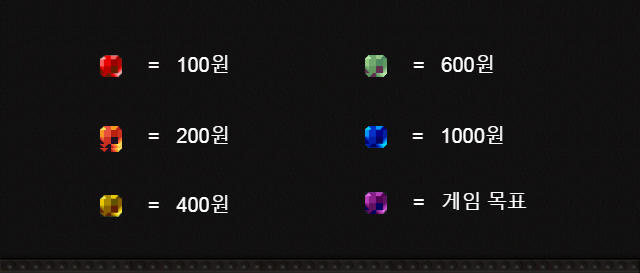 = 100원
= 600원
= 200원
= 1000원
= 400원
= 게임 목표